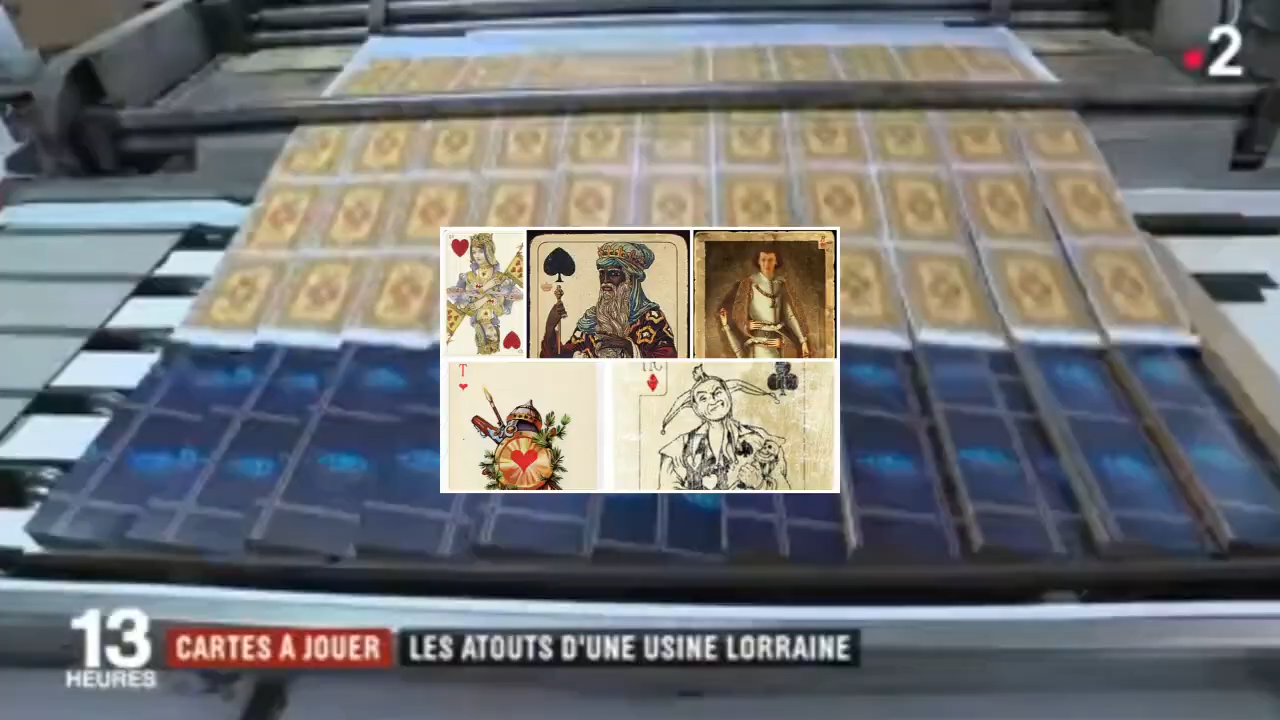 2
T
13
HEURES
CARTES À JOUER
LES ATOUTS D'UNE USINE LORRAINE